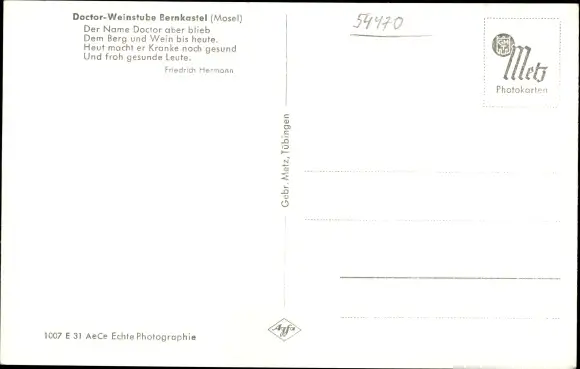 Doctor-Weinstube Bernkastel (Mosel)
Der Name Doctor aber blieb
Dem Berg und Wein bis heute.
Heut macht er Kranke noch gesund
Und froh gesunde Leute.
Friedrich Hermann
54470
Metz
Photokarten
Gebr. Metz, Tübingen
Agfa
1007 E 31 AeCe Echte Photographie